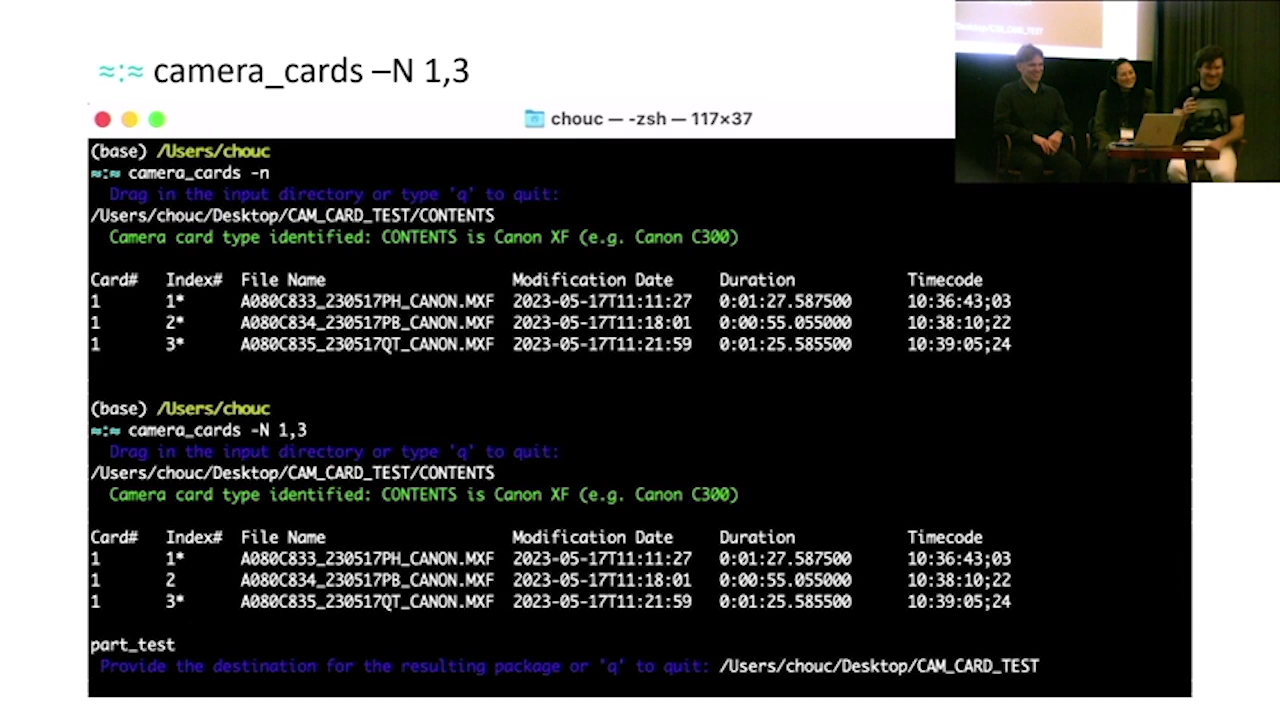 ≈:≈ camera_cards –N 1,3
chouc — -zsh — 117×37
(base) /Users/chouc
≈:≈ camera_cards -n
Drag in the input directory or type 'q' to quit:
/Users/chouc/Desktop/CAM_CARD_TEST/CONTENTS
Camera card type identified: CONTENTS is Canon XF (e.g. Canon C300)
Card# Index# File Name Modification Date Duration Timecode
1 1* A080C833_230517PH_CANON.MXF 2023-05-17T11:11:27 0:01:27.587500 10:36:43;03
1 2* A080C834_230517PB_CANON.MXF 2023-05-17T11:18:01 0:00:55.055000 10:38:10;22
1 3* A080C835_230517QT_CANON.MXF 2023-05-17T11:21:59 0:01:25.585500 10:39:05;24
(base) /Users/chouc
≈:≈ camera_cards -N 1,3
Drag in the input directory or type 'q' to quit:
/Users/chouc/Desktop/CAM_CARD_TEST/CONTENTS
Camera card type identified: CONTENTS is Canon XF (e.g. Canon C300)
Card# Index# File Name Modification Date Duration Timecode
1 1* A080C833_230517PH_CANON.MXF 2023-05-17T11:11:27 0:01:27.587500 10:36:43;03
1 2 A080C834_230517PB_CANON.MXF 2023-05-17T11:18:01 0:00:55.055000 10:38:10;22
1 3* A080C835_230517QT_CANON.MXF 2023-05-17T11:21:59 0:01:25.585500 10:39:05;24
part_test
Provide the destination for the resulting package or 'q' to quit: /Users/chouc/Desktop/CAM_CARD_TEST